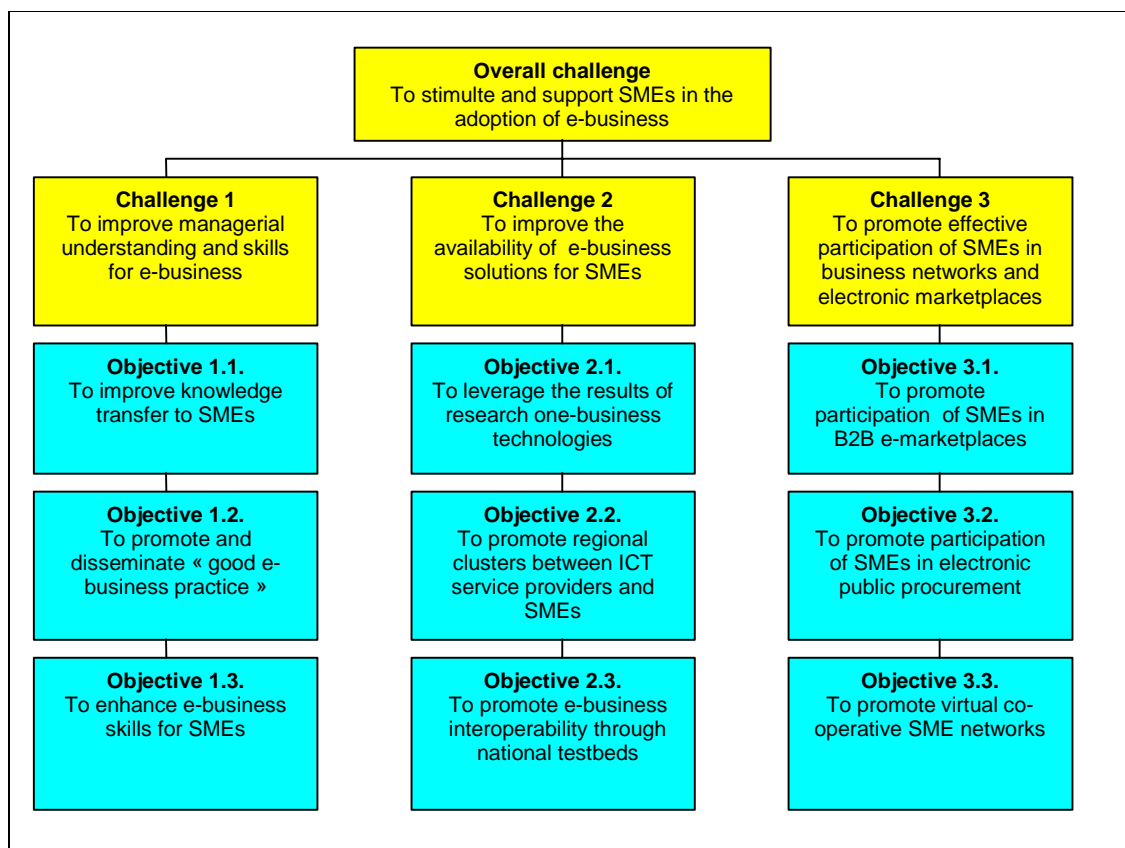 Overall challenge
To stimulte and support SMEs in the
adoption of e-business
Challenge 1
To improve managerial
understanding and skills
for e-business
Challenge 2
To improve the
availability of e-business
solutions for SMEs
Challenge 3
To promote effective
participation of SMEs in
business networks and
electronic marketplaces
Objective 1.1.
To improve knowledge
transfer to SMEs
Objective 2.1.
To leverage the results of
research one-business
technologies
Objective 3.1.
To promote
participation of SMEs in
B2B e-marketplaces
Objective 1.2.
To promote and
disseminate « good e-
business practice »
Objective 2.2.
To promote regional
clusters between ICT
service providers and
SMEs
Objective 3.2.
To promote participation
of SMEs in electronic
public procurement
Objective 1.3.
To enhance e-business
skills for SMEs
Objective 2.3.
To promote e-business
interoperability through
national testbeds
Objective 3.3.
To promote virtual co-
operative SME networks